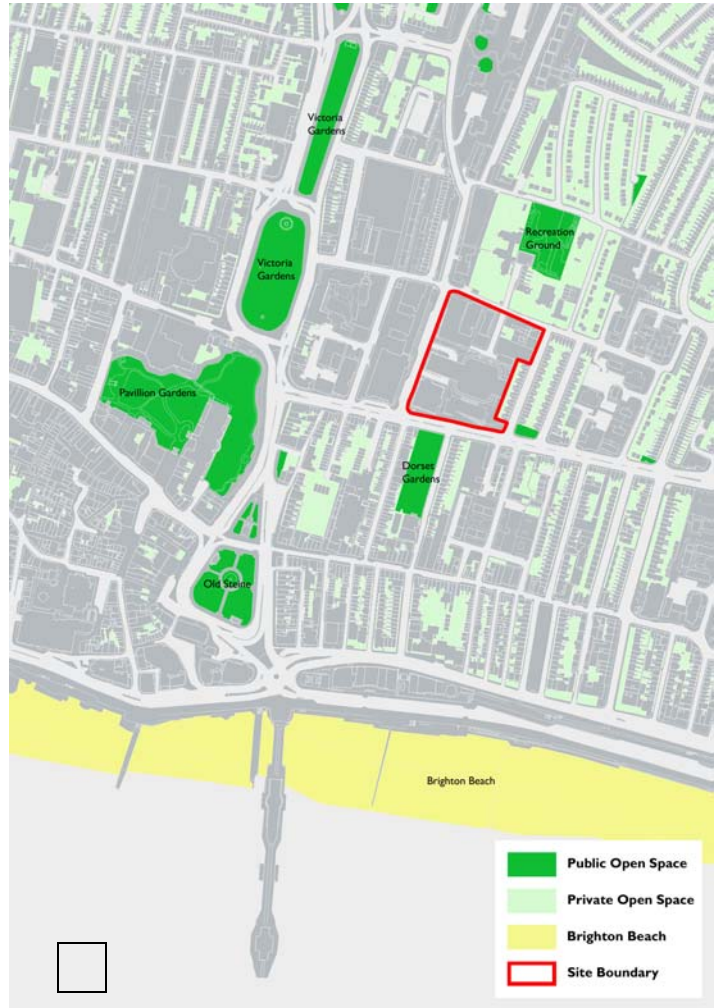 Victoria
Gardens
Recreation
Ground
Victoria
Gardens
Pavillion Gardens
Dorset
Gardens
Old Steine
Brighton Beach
Public Open Space
Private Open Space
Brighton Beach
Site Boundary